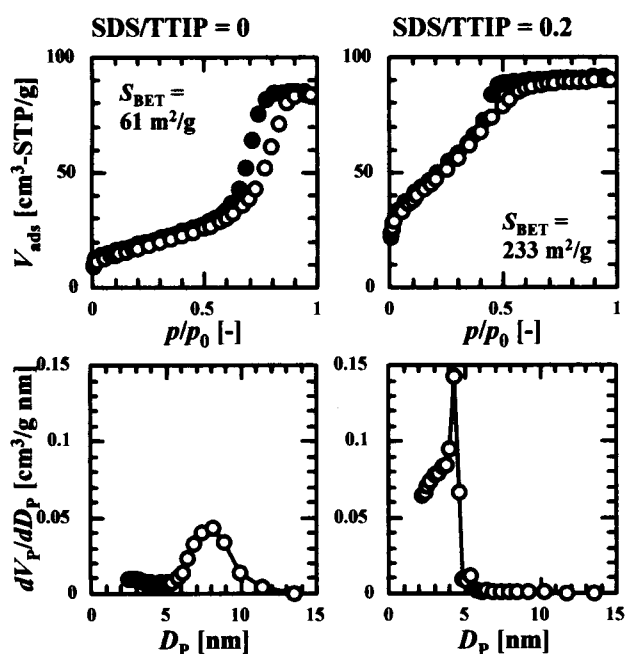 SDS/TTIP = 0
SDS/TTIP = 0.2
V_ads [cm³-STP/g]
100
50
0
S_BET =
61 m²/g
0
0.5
1
p/p₀ [-]
100
50
0
S_BET =
233 m²/g
0
0.5
1
p/p₀ [-]
dV_P/dD_P [cm³/g nm]
0.15
0.1
0.05
0
0
5
10
15
D_P [nm]
0.15
0.1
0.05
0
0
5
10
15
D_P [nm]